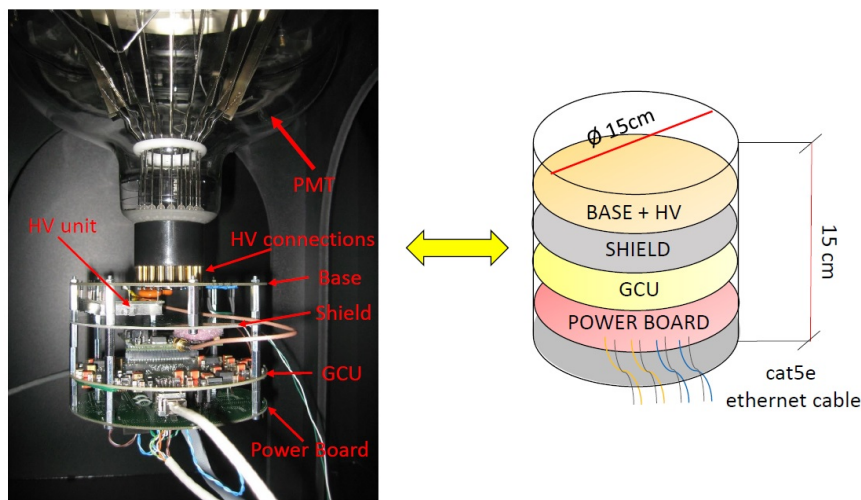 PMT
HV unit
HV connections
Base
Shield
GCU
Power Board
Ø 15cm
BASE + HV
SHIELD
GCU
POWER BOARD
15 cm
cat5e
ethernet cable